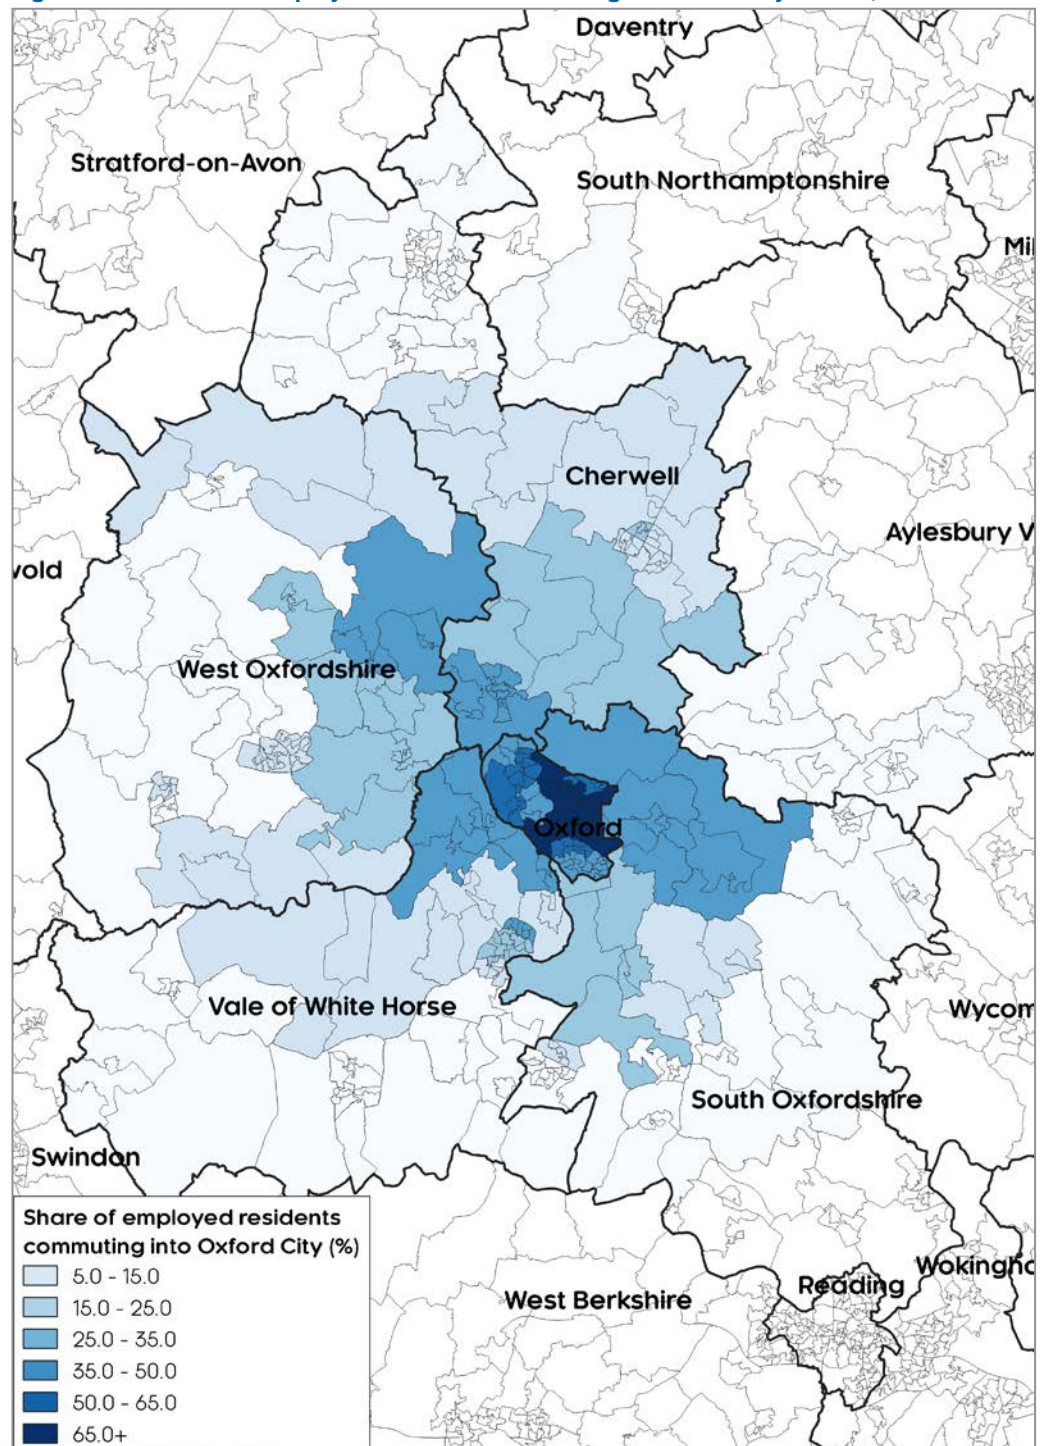 Daventry
Stratford-on-Avon
South Northamptonshire
Mil
Cherwell
Aylesbury V
vold
West Oxfordshire
Oxford
Vale of White Horse
Wycom
South Oxfordshire
Swindon
Share of employed residents
commuting into Oxford City (%)
5.0 - 15.0
15.0 - 25.0
25.0 - 35.0
35.0 - 50.0
50.0 - 65.0
65.0+
Wokingha
Reading
West Berkshire